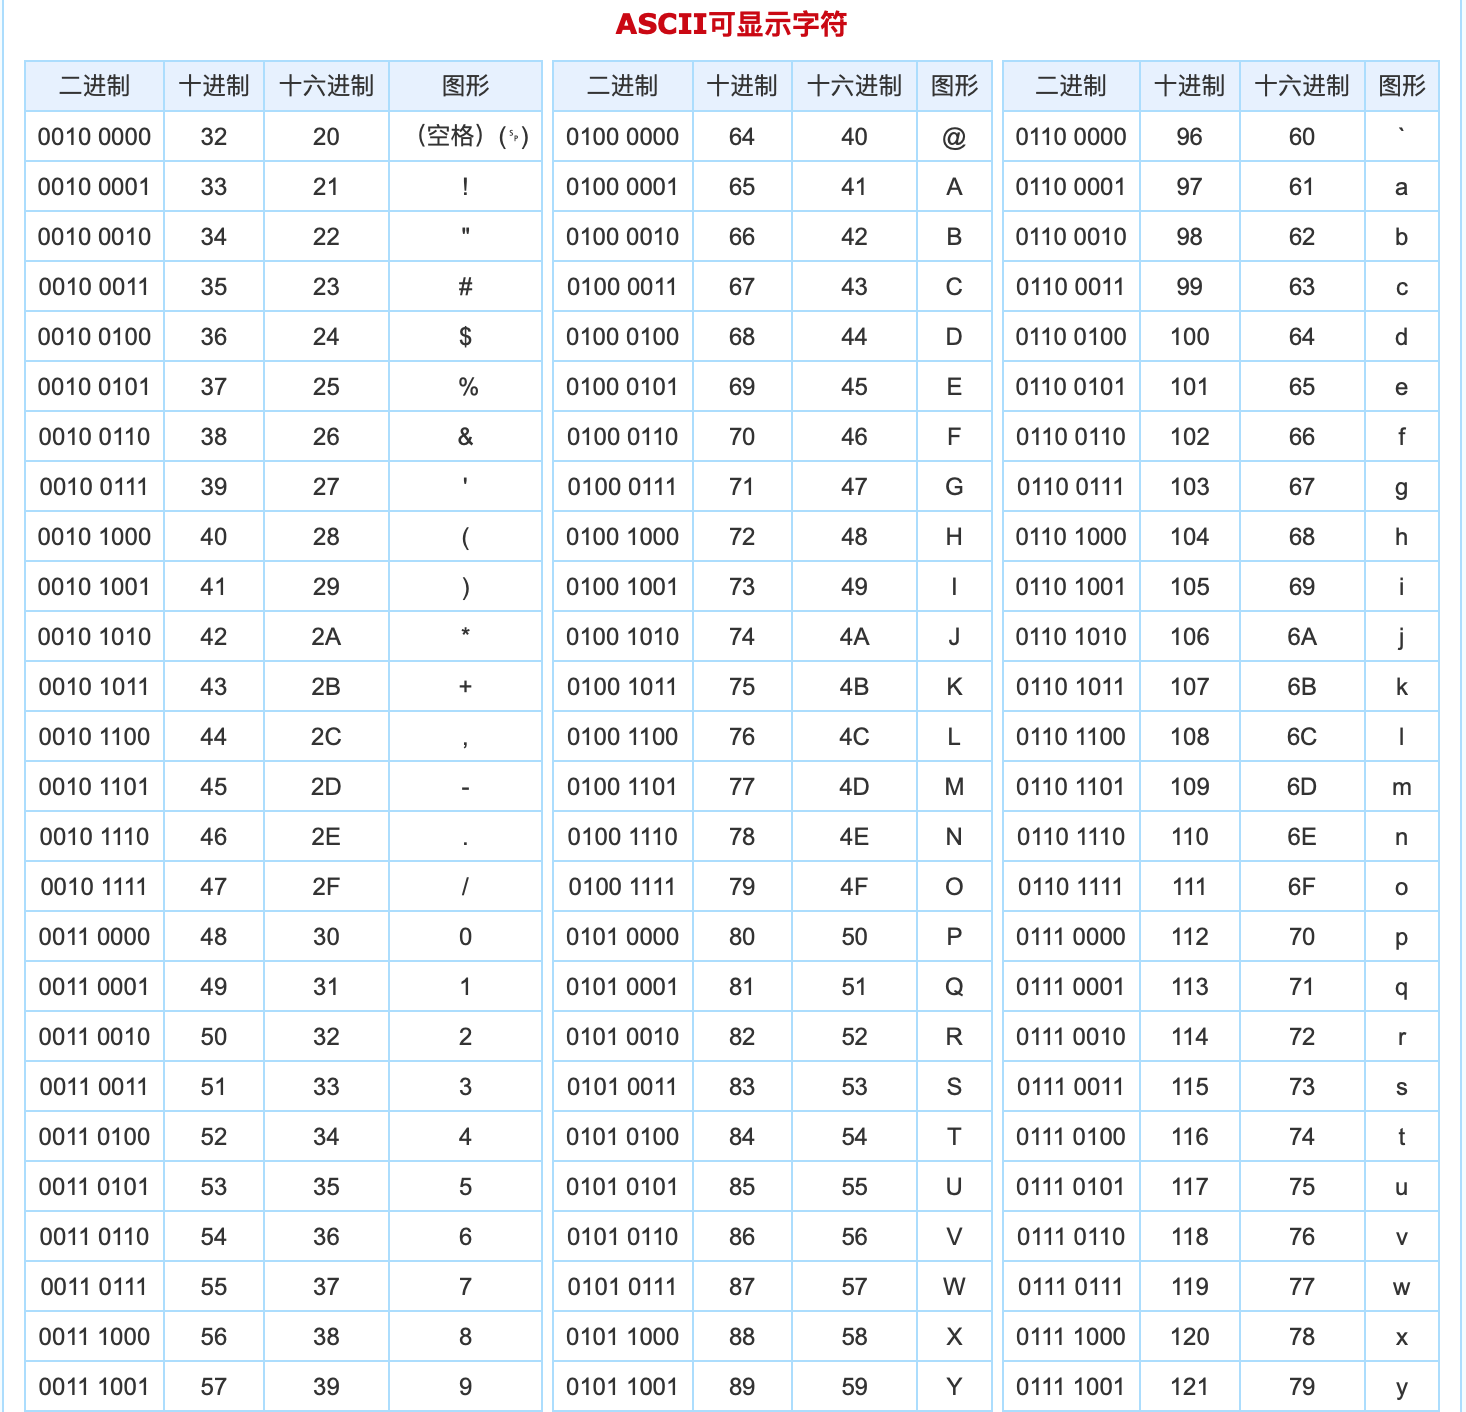 ASCII可显示字符
二进制 十进制 十六进制 图形 二进制 十进制 十六进制 图形 二进制 十进制 十六进制 图形
0010 0000 32 20 （空格）(␠) 0100 0000 64 40 @ 0110 0000 96 60 `
0010 0001 33 21 ! 0100 0001 65 41 A 0110 0001 97 61 a
0010 0010 34 22 " 0100 0010 66 42 B 0110 0010 98 62 b
0010 0011 35 23 # 0100 0011 67 43 C 0110 0011 99 63 c
0010 0100 36 24 $ 0100 0100 68 44 D 0110 0100 100 64 d
0010 0101 37 25 % 0100 0101 69 45 E 0110 0101 101 65 e
0010 0110 38 26 & 0100 0110 70 46 F 0110 0110 102 66 f
0010 0111 39 27 ' 0100 0111 71 47 G 0110 0111 103 67 g
0010 1000 40 28 ( 0100 1000 72 48 H 0110 1000 104 68 h
0010 1001 41 29 ) 0100 1001 73 49 I 0110 1001 105 69 i
0010 1010 42 2A * 0100 1010 74 4A J 0110 1010 106 6A j
0010 1011 43 2B + 0100 1011 75 4B K 0110 1011 107 6B k
0010 1100 44 2C , 0100 1100 76 4C L 0110 1100 108 6C l
0010 1101 45 2D - 0100 1101 77 4D M 0110 1101 109 6D m
0010 1110 46 2E . 0100 1110 78 4E N 0110 1110 110 6E n
0010 1111 47 2F / 0100 1111 79 4F O 0110 1111 111 6F o
0011 0000 48 30 0 0101 0000 80 50 P 0111 0000 112 70 p
0011 0001 49 31 1 0101 0001 81 51 Q 0111 0001 113 71 q
0011 0010 50 32 2 0101 0010 82 52 R 0111 0010 114 72 r
0011 0011 51 33 3 0101 0011 83 53 S 0111 0011 115 73 s
0011 0100 52 34 4 0101 0100 84 54 T 0111 0100 116 74 t
0011 0101 53 35 5 0101 0101 85 55 U 0111 0101 117 75 u
0011 0110 54 36 6 0101 0110 86 56 V 0111 0110 118 76 v
0011 0111 55 37 7 0101 0111 87 57 W 0111 0111 119 77 w
0011 1000 56 38 8 0101 1000 88 58 X 0111 1000 120 78 x
0011 1001 57 39 9 0101 1001 89 59 Y 0111 1001 121 79 y